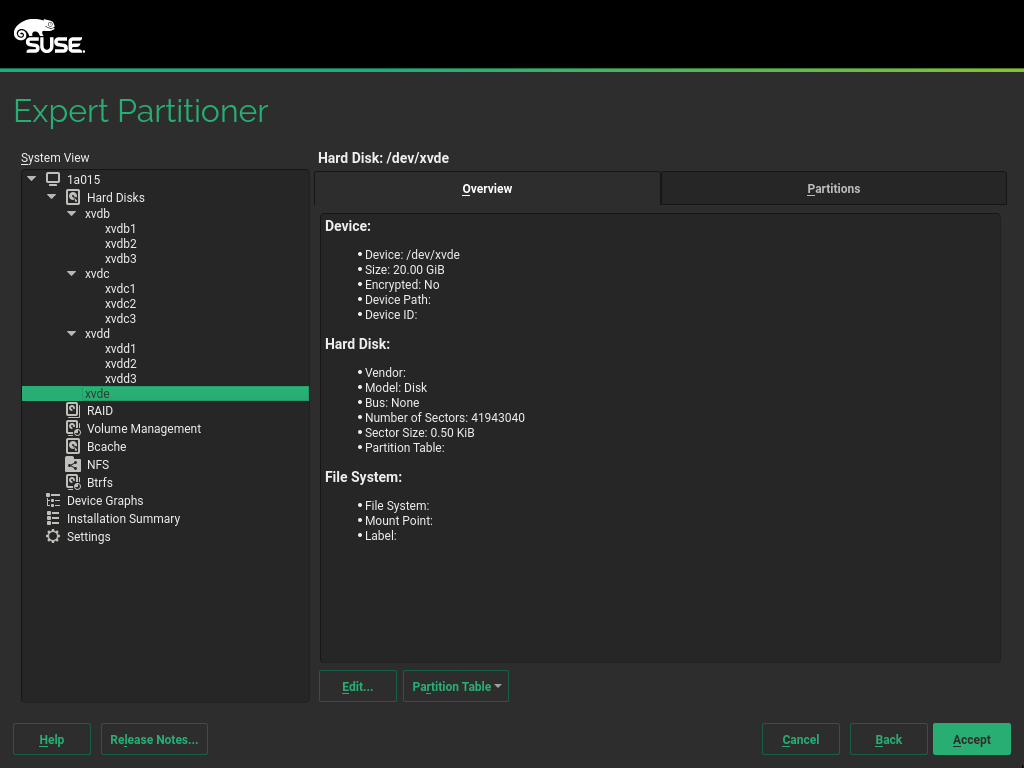 SUSE.
Expert Partitioner
System View
1a015
Hard Disks
xvdb
xvdb1
xvdb2
xvdb3
xvdc
xvdc1
xvdc2
xvdc3
xvdd
xvdd1
xvdd2
xvdd3
xvde
RAID
Volume Management
Bcache
NFS
Btrfs
Device Graphs
Installation Summary
Settings
Hard Disk: /dev/xvde
Overview Partitions
Device:
• Device: /dev/xvde
• Size: 20.00 GiB
• Encrypted: No
• Device Path:
• Device ID:
Hard Disk:
• Vendor:
• Model: Disk
• Bus: None
• Number of Sectors: 41943040
• Sector Size: 0.50 KiB
• Partition Table:
File System:
• File System:
• Mount Point:
• Label:
Edit... Partition Table
Help Release Notes... Cancel Back Accept